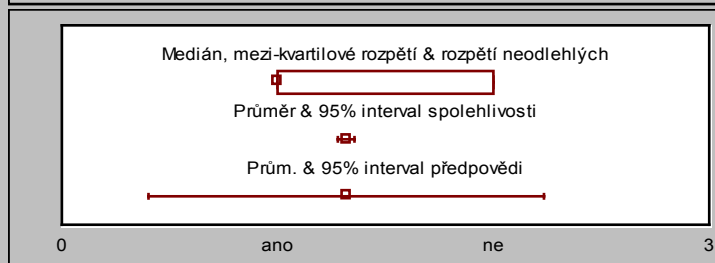 Medián, mezi-kvartilové rozpětí & rozpětí neodlehlých
Průměr & 95% interval spolehlivosti
Prům. & 95% interval předpovědi
0 ano ne 3